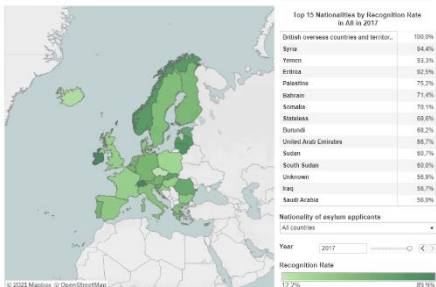 Top 15 Nationalities by Recognition Rate
in All in 2017
British overseas countries and territor.. 100,0%
Syria 94,4%
Yemen 93,3%
Eritrea 92,5%
Palestine 75,2%
Bahrain 71,4%
Somalia 70,1%
Stateless 69,6%
Burundi 68,2%
United Arab Emirates 66,7%
Sudan 60,7%
South Sudan 60,0%
Unknown 58,8%
Iraq 56,7%
Saudi Arabia 56,5%
Nationality of asylum applicants
All countries
Year 2017
Recognition Rate
12,2% 89,9%
© 2021 Mapbox © OpenStreetMap